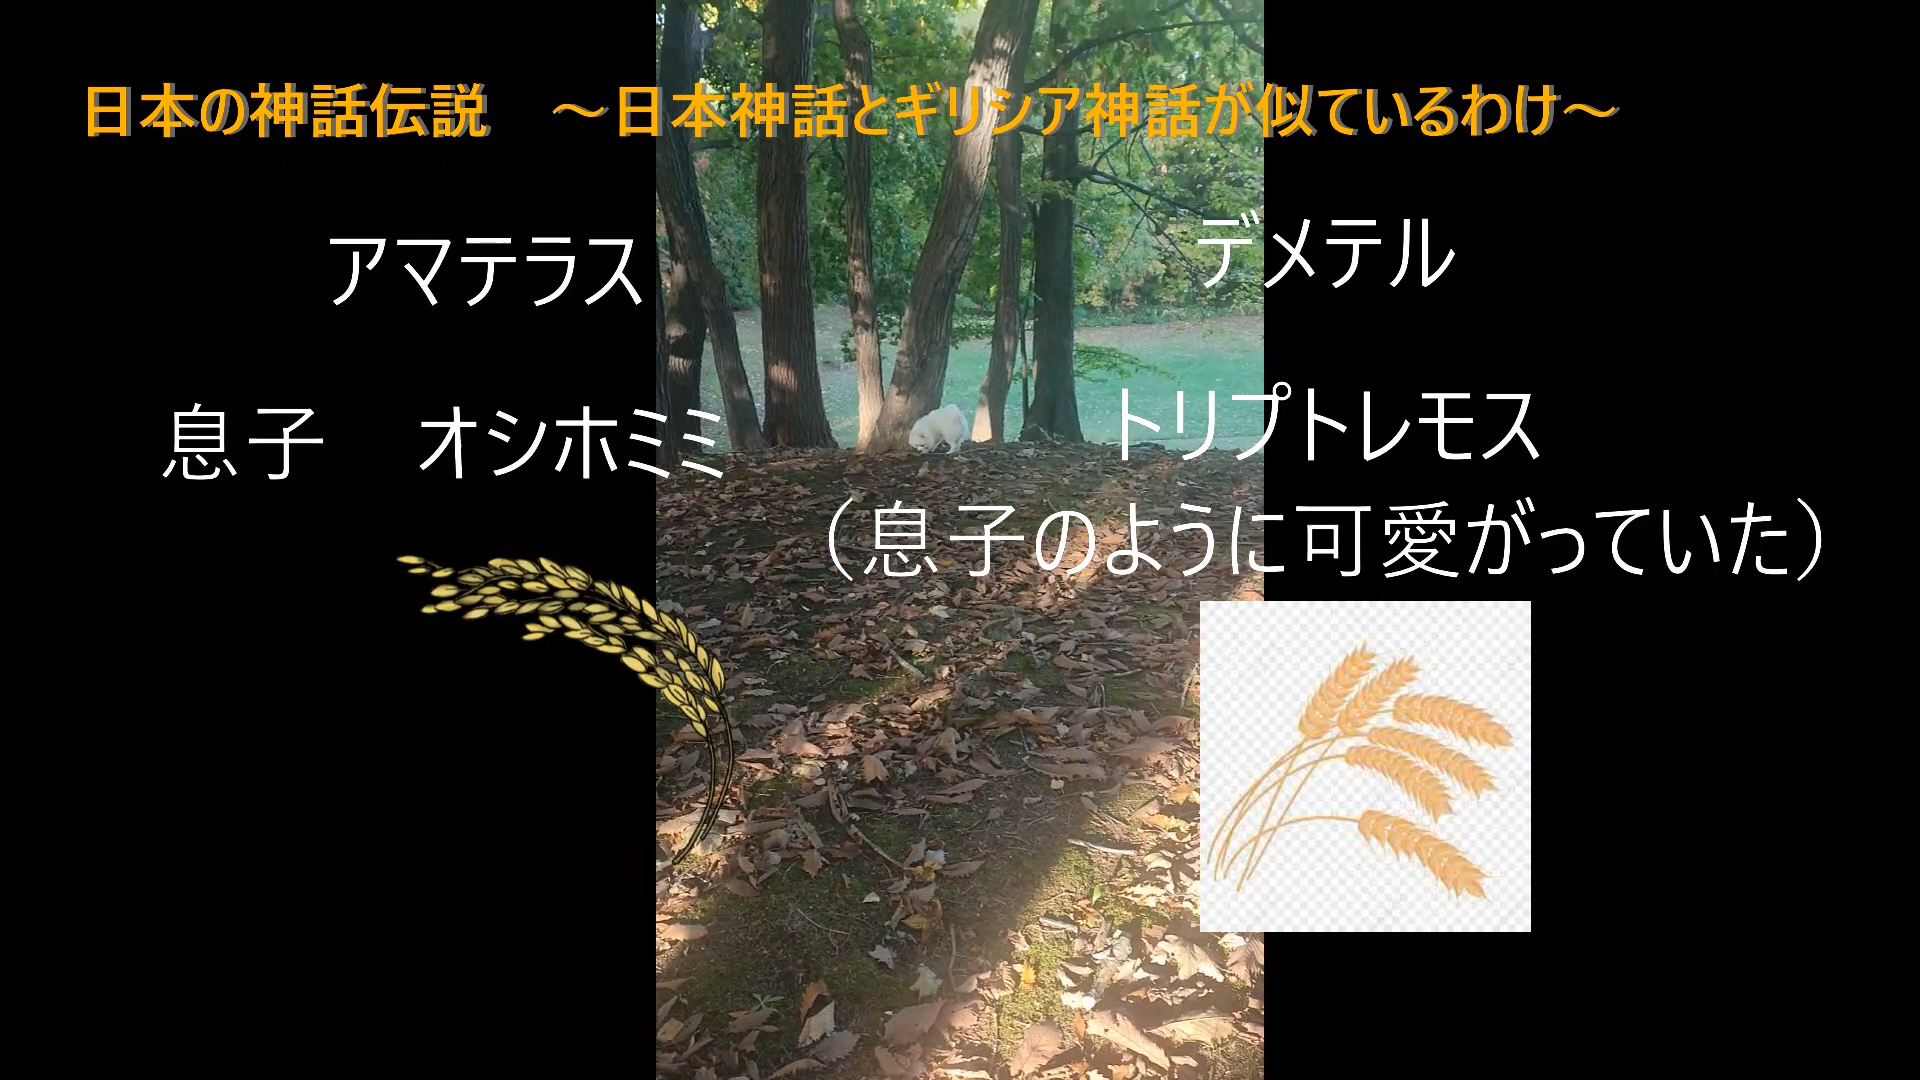 日本の神話伝説　～日本神話とギリシア神話が似ているわけ～
アマテラス
デメテル
息子　オシホミミ
トリプトレモス
（息子のように可愛がっていた）